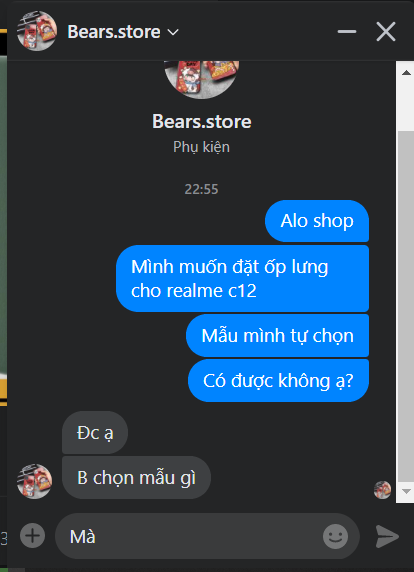 Bears.store
Bears.store
Phụ kiện
22:55
Alo shop
Mình muốn đặt ốp lưng
cho realme c12
Mẫu mình tự chọn
Có được không ạ?
Đc ạ
B chọn mẫu gì
3
Mà